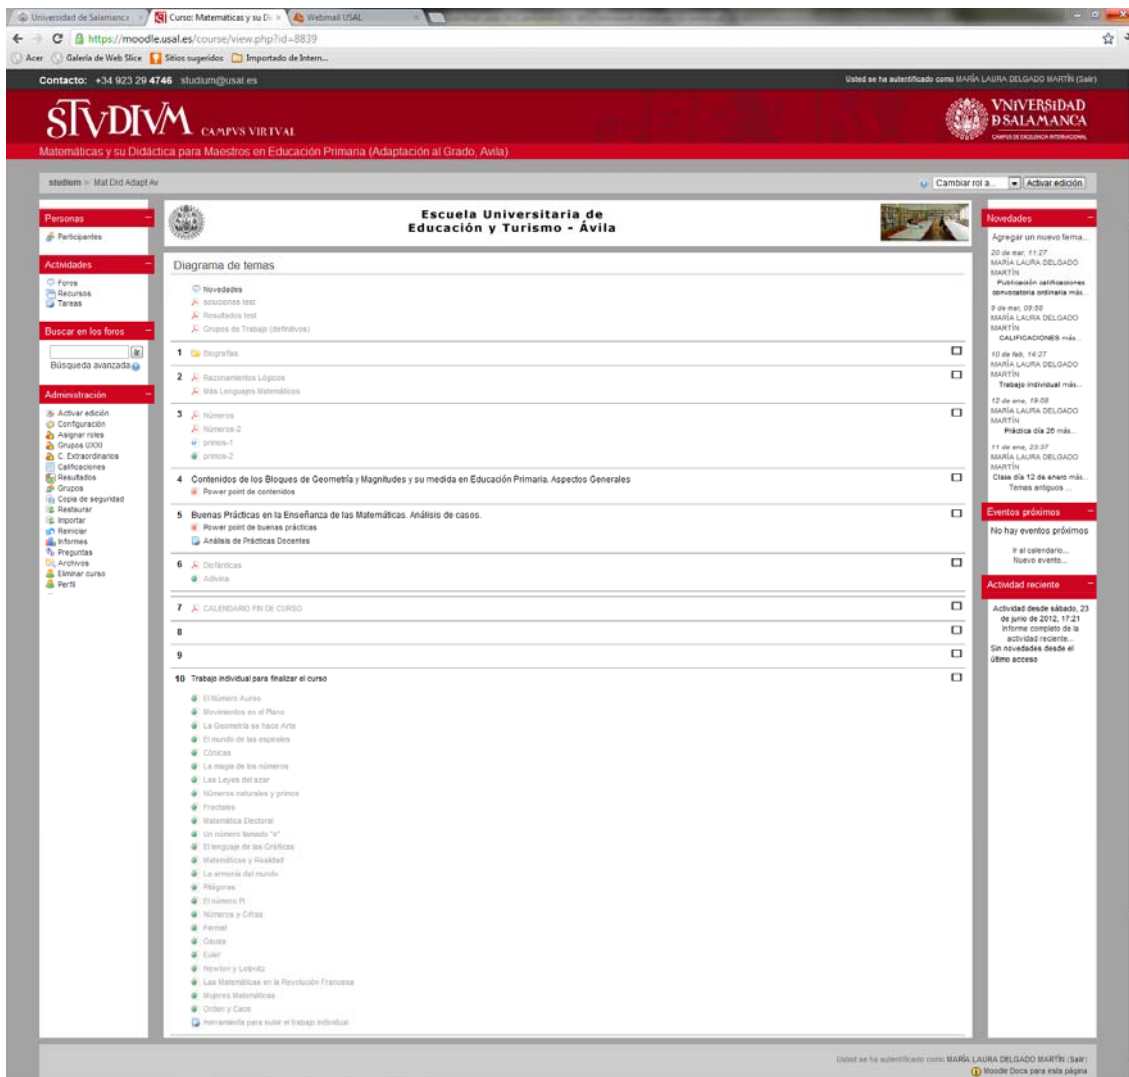 Universidad de Salamanca
Curso: Matemáticas y su Di
Webmail USAL
https://moodle.usal.es/course/view.php?id=8839
Acer
Galería de Web Slice
Sitios sugeridos
Importado de Intern...
Contacto: +34 923 29 4746 studium@usal.es
Usted se ha autentificado como MARÍA LAURA DELGADO MARTÍN (Salir)
STVDIVM CAMPVS VIRTVAL
VNiVERSiDAD
D SALAMANCA
CAMPUS DE EXCELENCIA INTERNACIONAL
Matemáticas y su Didáctica para Maestros en Educación Primaria (Adaptación al Grado, Avila)
studium ► Mat Did Adapt Av
Cambiar rol a...
Activar edición
Personas
Participantes
Actividades
Foros
Recursos
Tareas
Buscar en los foros
Ir
Búsqueda avanzada
Administración
Activar edición
Configuración
Asignar roles
Grupos UXXI
C. Extraordinarios
Calificaciones
Resultados
Grupos
Copia de seguridad
Restaurar
Importar
Reiniciar
Informes
Preguntas
Archivos
Eliminar curso
Perfil
Escuela Universitaria de
Educación y Turismo - Ávila
Diagrama de temas
Novedades
soluciones test
Resultados test
Grupos de Trabajo (definitivos)
1 Biografías
2 Razonamientos Lógicos
Más Lenguajes Matemáticos
3 Números
Números-2
primos-1
primos-2
4 Contenidos de los Bloques de Geometría y Magnitudes y su medida en Educación Primaria. Aspectos Generales
Power point de contenidos
5 Buenas Prácticas en la Enseñanza de las Matemáticas. Análisis de casos.
Power point de buenas prácticas
Análisis de Prácticas Docentes
6 Diofánticas
Adivina
7 CALENDARIO FIN DE CURSO
8
9
10 Trabajo individual para finalizar el curso
El Número Aureo
Movimientos en el Plano
La Geometría se hace Arte
El mundo de las espirales
Cónicas
La magia de los números
Las Leyes del azar
Números naturales y primos
Fractales
Matemática Electoral
Un número llamado "e"
El lenguaje de las Gráficas
Matemáticas y Realidad
La armonía del mundo
Pitágoras
El número Pi
Números y Cifras
Fermat
Gauss
Euler
Newton y Leibnitz
Las Matemáticas en la Revolución Francesa
Mujeres Matemáticas
Orden y Caos
Herramienta para subir el trabajo individual
Novedades
Agregar un nuevo tema...
20 de mar, 11:27
MARÍA LAURA DELGADO
MARTÍN
Publicación calificaciones
convocatoria ordinaria más...
9 de mar, 09:58
MARÍA LAURA DELGADO
MARTÍN
CALIFICACIONES más...
10 de feb, 14:27
MARÍA LAURA DELGADO
MARTÍN
Trabajo individual más...
12 de ene, 19:08
MARÍA LAURA DELGADO
MARTÍN
Práctica día 26 más...
11 de ene, 23:37
MARÍA LAURA DELGADO
MARTÍN
Clase día 12 de enero más...
Temas antiguos ...
Eventos próximos
No hay eventos próximos
Ir al calendario...
Nuevo evento...
Actividad reciente
Actividad desde sábado, 23
de junio de 2012, 17:21
Informe completo de la
actividad reciente...
Sin novedades desde el
último acceso
Usted se ha autentificado como MARÍA LAURA DELGADO MARTÍN (Salir)
Moodle Docs para esta página